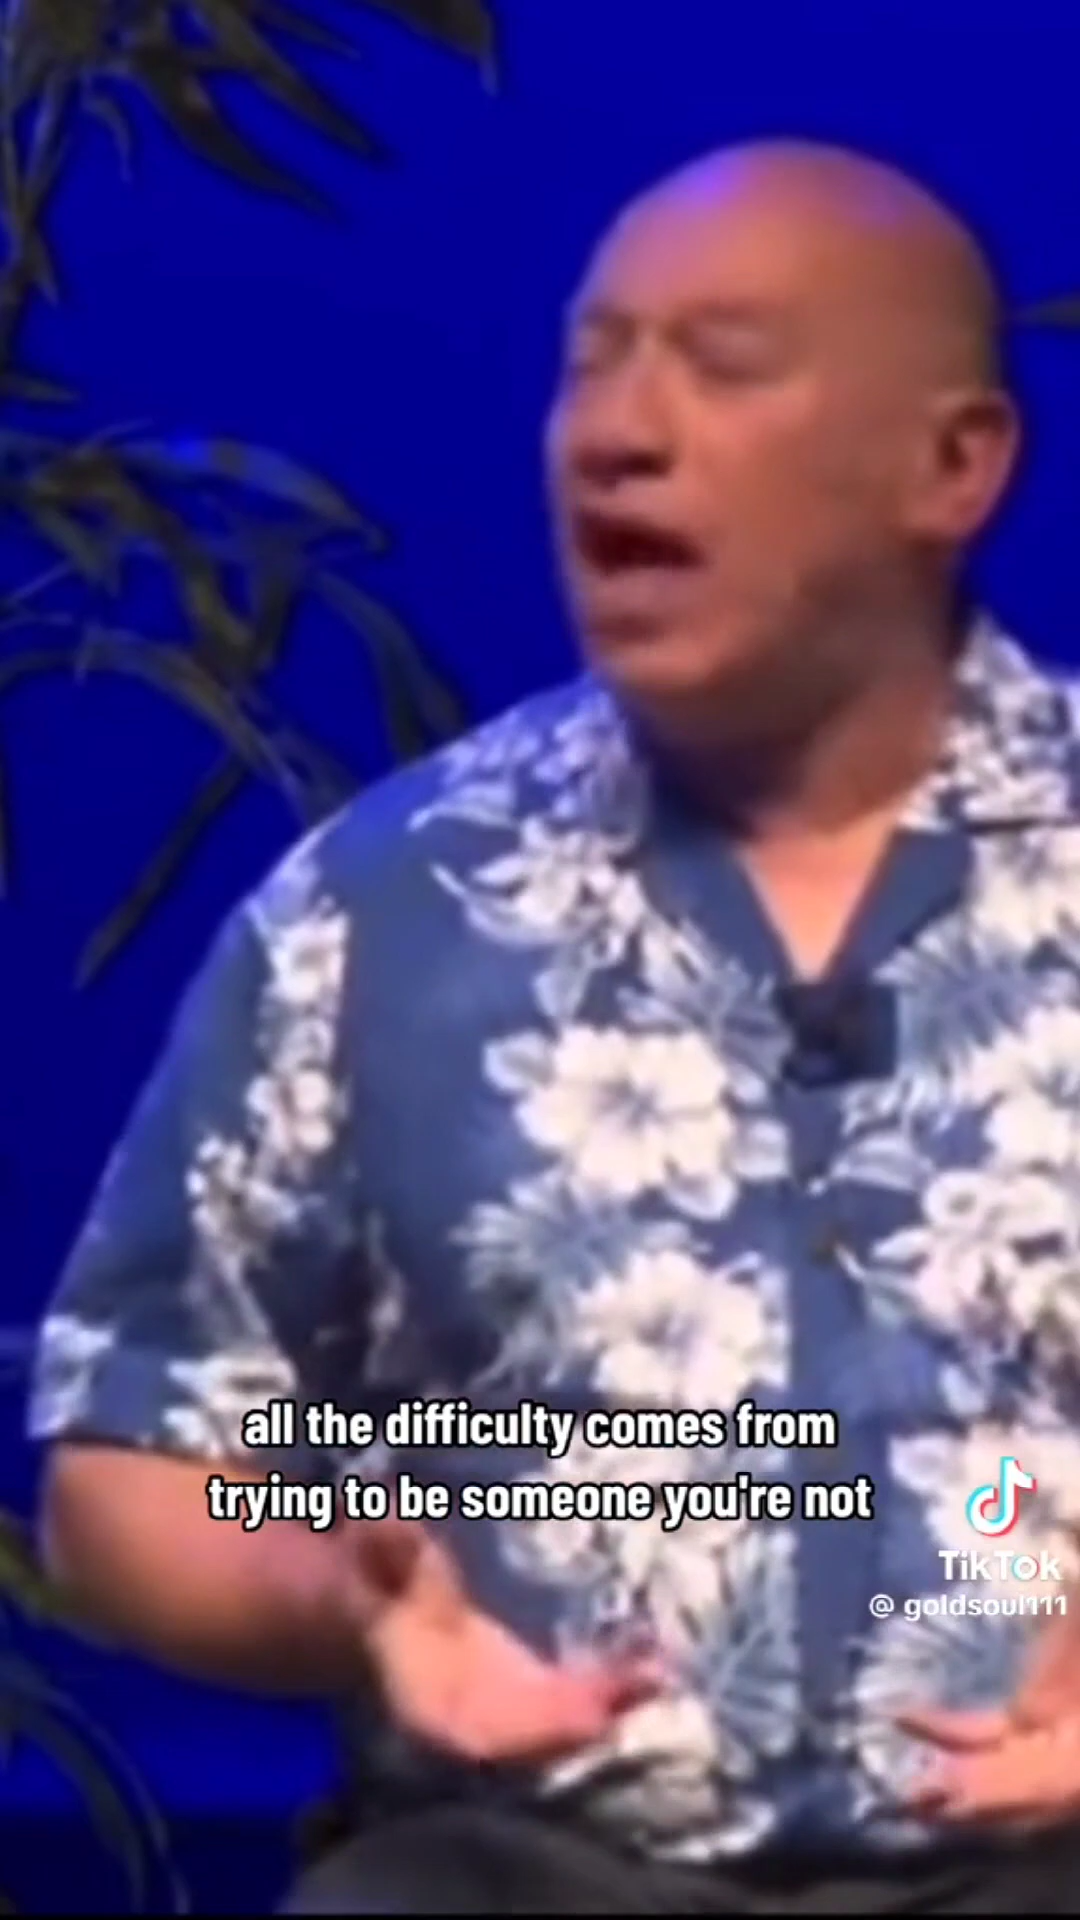 all the difficulty comes from
trying to be someone you're not
TikTok
@ goldsoul111